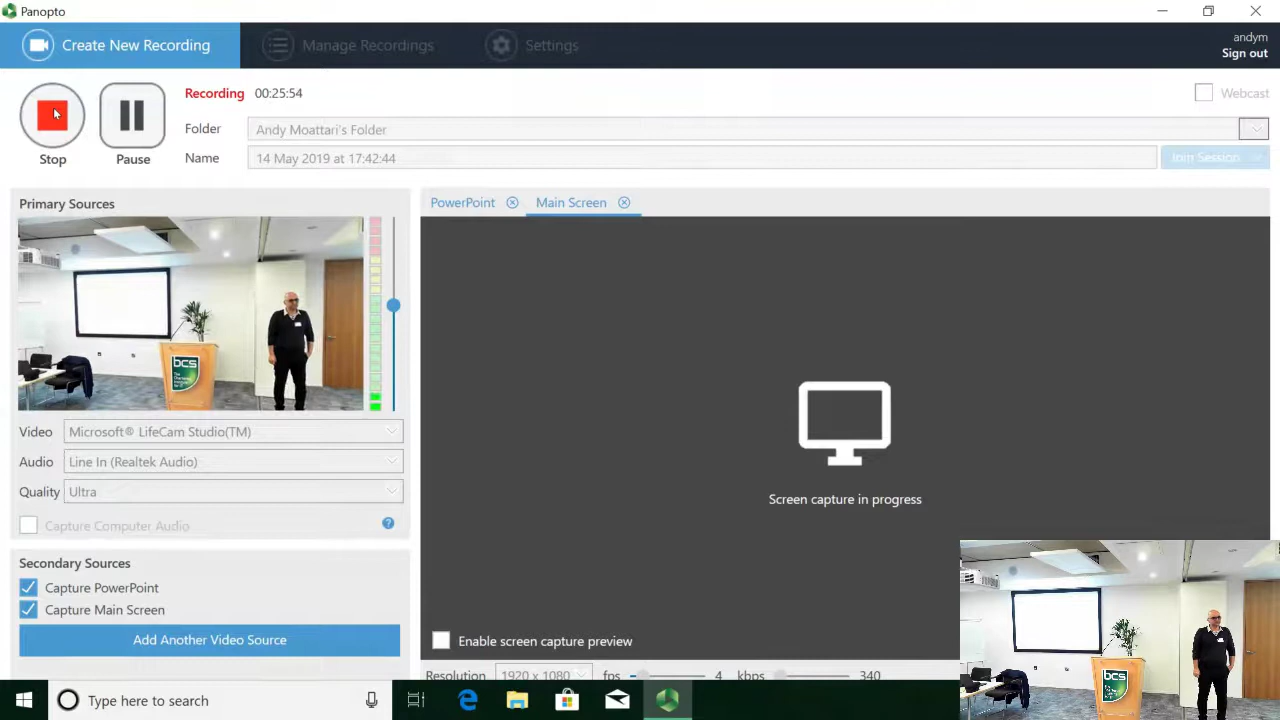 Panopto
Create New Recording
Manage Recordings
Settings
andym
Sign out
Recording 00:25:54
Webcast
Folder Andy Moattari's Folder
Name 14 May 2019 at 17:42:44
Join Session
Stop
Pause
Primary Sources
PowerPoint
Main Screen
bcs
Video Microsoft® LifeCam Studio(TM)
Audio Line In (Realtek Audio)
Quality Ultra
Capture Computer Audio
?
Screen capture in progress
Secondary Sources
Capture PowerPoint
Capture Main Screen
Add Another Video Source
Enable screen capture preview
Resolution 1920 x 1080 fps 4 kbps 340
bcs
Type here to search